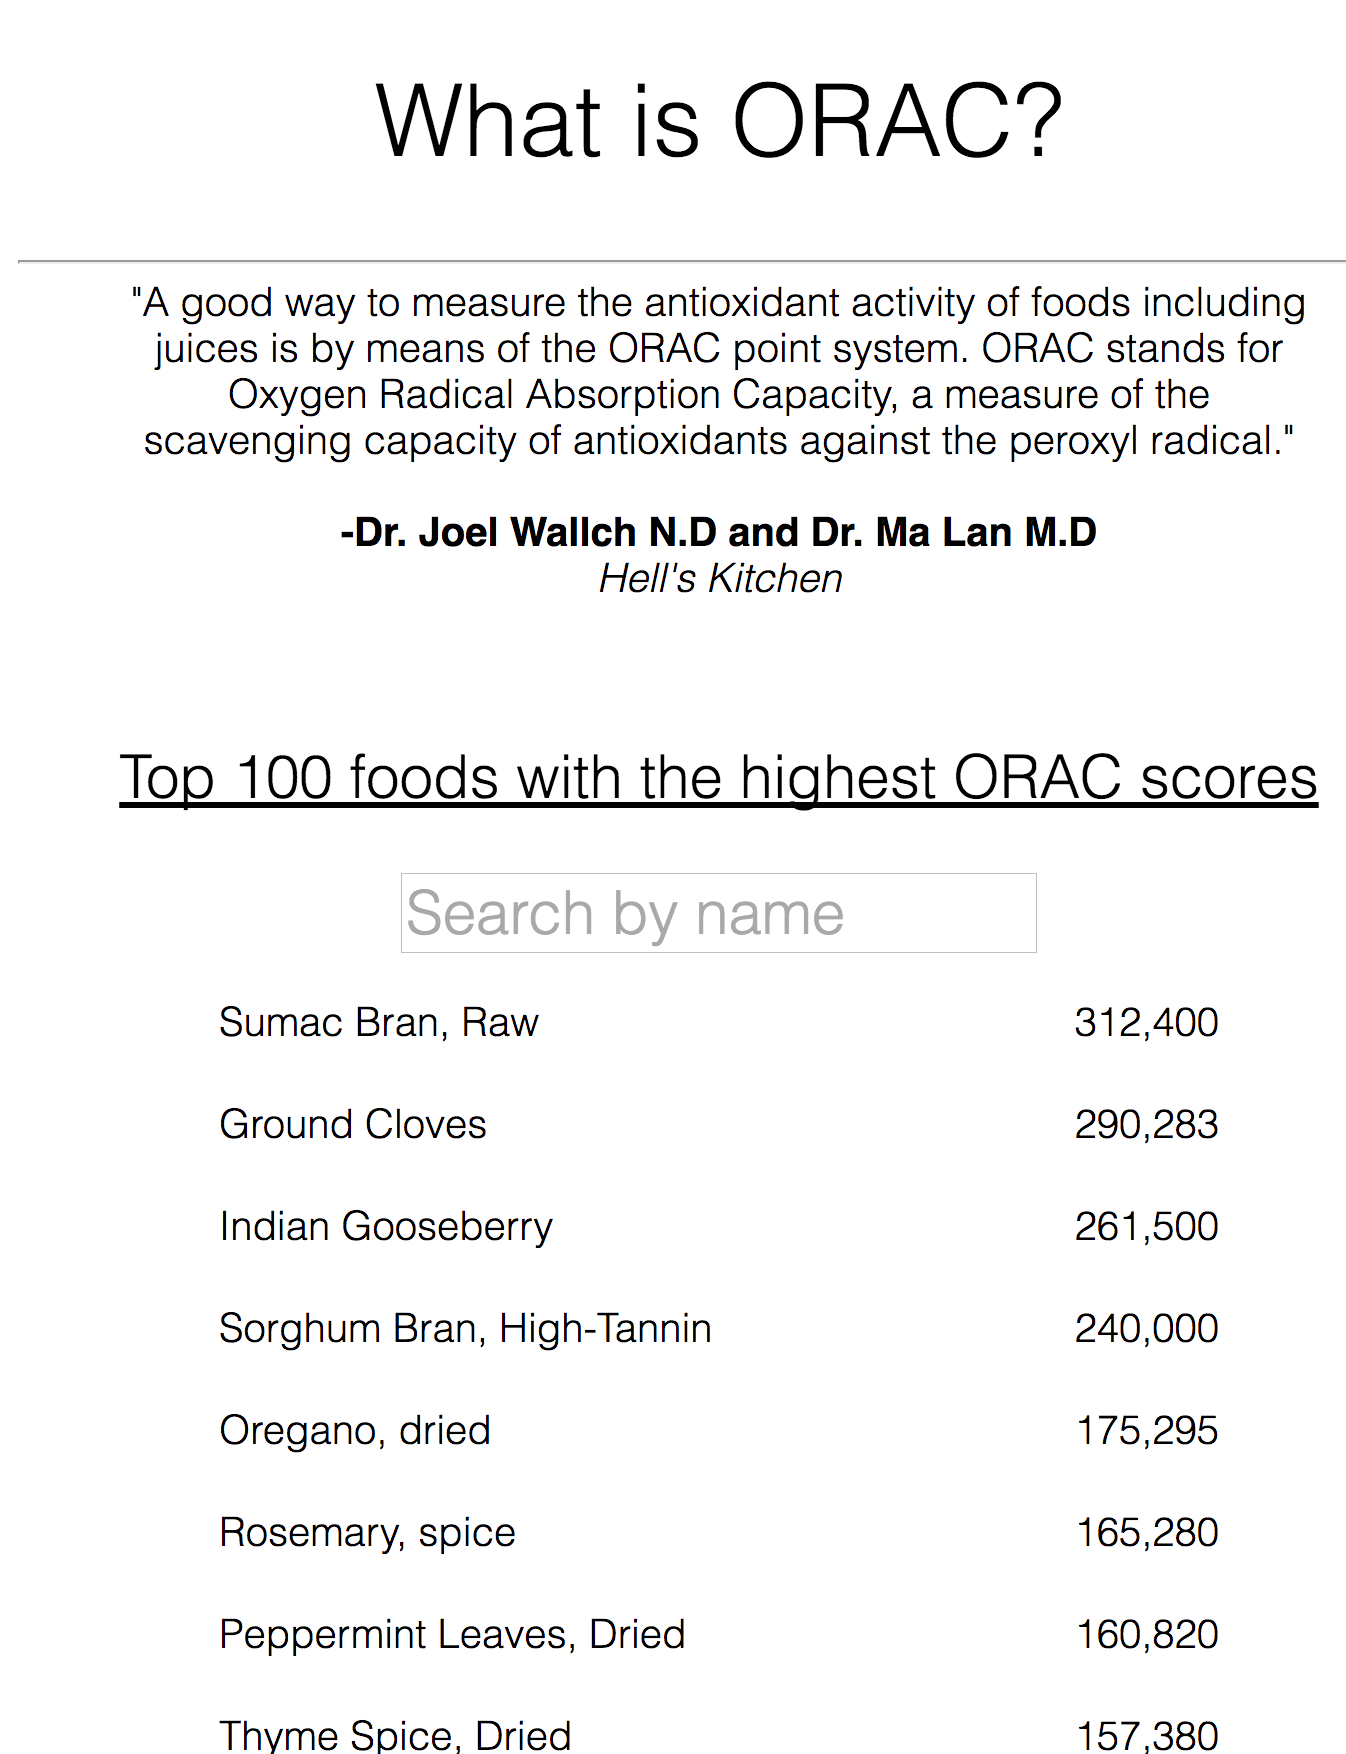 What is ORAC?
"A good way to measure the antioxidant activity of foods including
juices is by means of the ORAC point system. ORAC stands for
Oxygen Radical Absorption Capacity, a measure of the
scavenging capacity of antioxidants against the peroxyl radical."
-Dr. Joel Wallch N.D and Dr. Ma Lan M.D
Hell's Kitchen
Top 100 foods with the highest ORAC scores
Search by name
Sumac Bran, Raw 312,400
Ground Cloves 290,283
Indian Gooseberry 261,500
Sorghum Bran, High-Tannin 240,000
Oregano, dried 175,295
Rosemary, spice 165,280
Peppermint Leaves, Dried 160,820
Thyme Spice, Dried 157,380